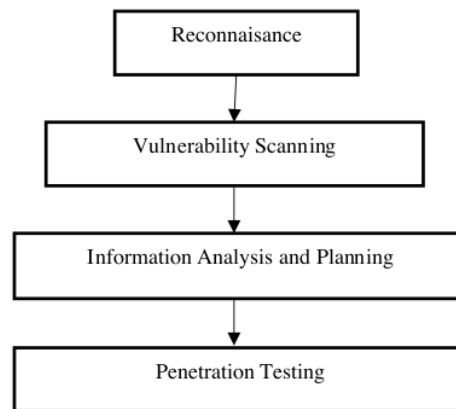 Reconnaisance
Vulnerability Scanning
Information Analysis and Planning
Penetration Testing